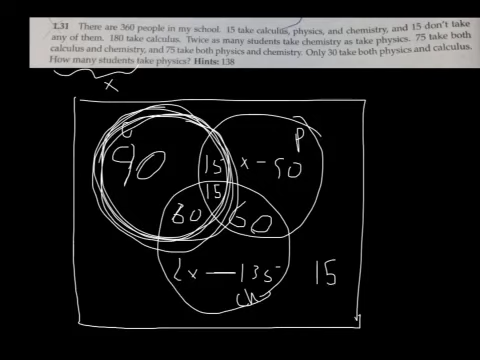 1.31 There are 360 people in my school. 15 take calculus, physics, and chemistry, and 15 don't take
any of them. 180 take calculus. Twice as many students take chemistry as take physics. 75 take both
calculus and chemistry, and 75 take both physics and chemistry. Only 30 take both physics and calculus.
How many students take physics? Hints: 138
x
C
P
90
15
x - 90
15
60
60
2x - 135
15
ch